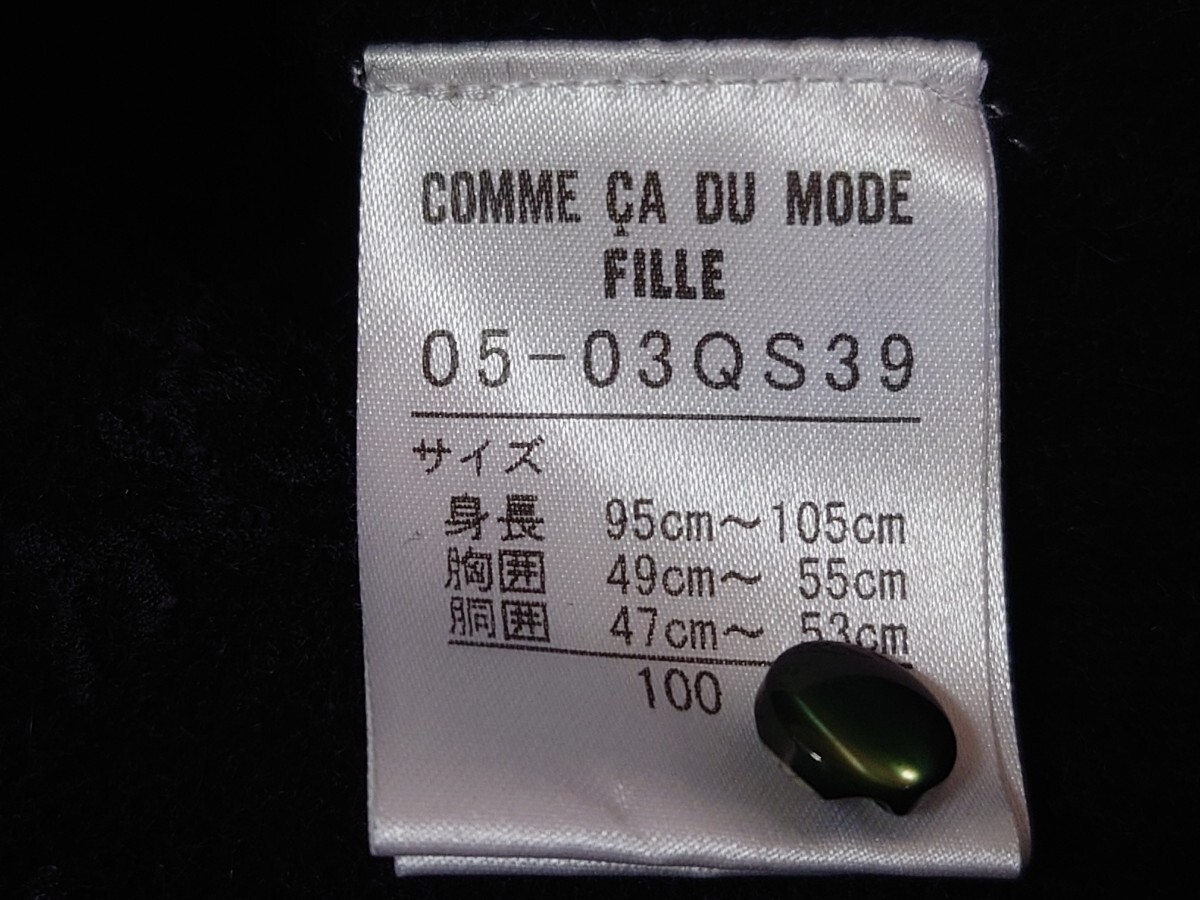 COMME ÇA DU MODE
FILLE
05-03QS39
サイズ
身長 95cm〜105cm
胸囲 49cm〜 55cm
胴囲 47cm〜 53cm
100